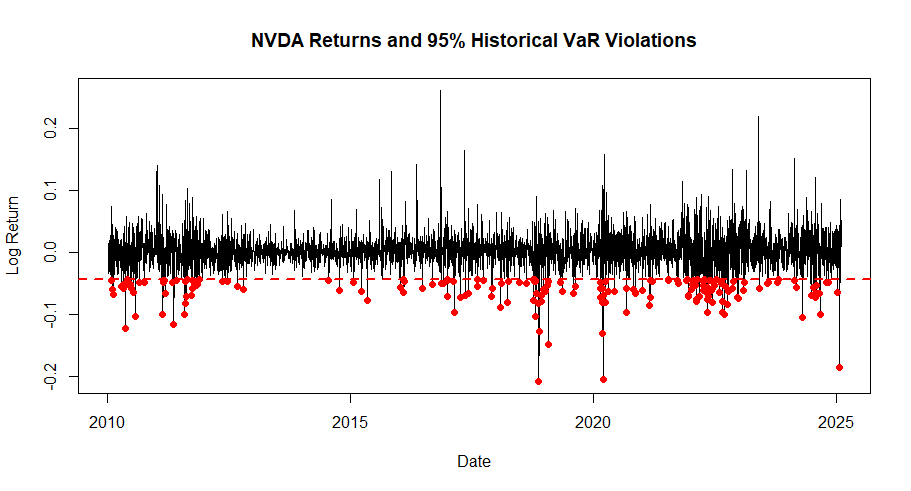 NVDA Returns and 95% Historical VaR Violations
Log Return
0.2
0.1
0.0
-0.1
-0.2
2010 2015 2020 2025
Date